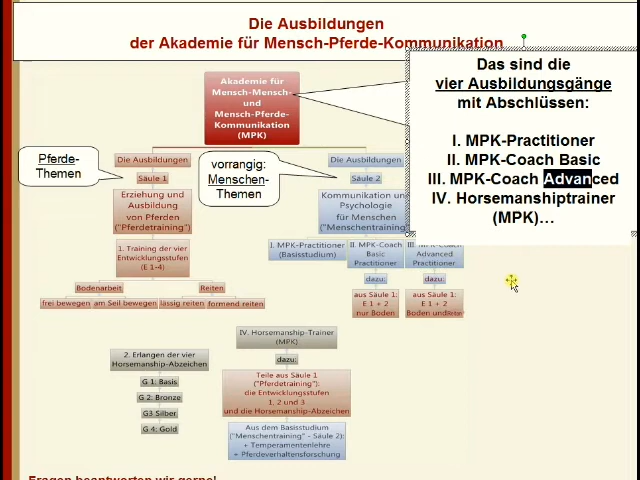 Die Ausbildungen
der Akademie für Mensch-Pferde-Kommunikation
Das sind die
vier Ausbildungsgänge
mit Abschlüssen:
I. MPK-Practitioner
II. MPK-Coach Basic
III. MPK-Coach Advanced
IV. Horsemanshiptrainer
(MPK)...
Akademie für
Mensch-Mensch-
und
Mensch-Pferde-
Kommunikation
(MPK)
Pferde-
Themen
Die Ausbildungen
Säule 1
Erziehung und
Ausbildung
von Pferden
("Pferdetraining")
1. Training der vier
Entwicklungsstufen
(E 1-4)
Bodenarbeit
Reiten
frei bewegen
am Seil bewegen
lässig reiten
formend reiten
vorrangig:
Menschen-
Themen
Die Ausbildungen
Säule 2
Kommunikation un
Psychologie
für Menschen
("Menschentraining"
I. MPK-Practitioner
(Basisstudium)
II. MPK-Coach
Basic
Practitioner
dazu:
aus Säule 1:
E 1 + 2
nur Boden
III. MPK-Coach
Advanced
Practitioner
dazu:
aus Säule 1:
E 1 + 2
Boden undReiten
2. Erlangen der vier
Horsemanship-Abzeichen
G 1: Basis
G 2: Bronze
G3 Silber
G 4: Gold
IV. Horsemanship-Trainer
(MPK)
dazu:
Teile aus Säule 1
("Pferdetraining"):
die Entwicklungsstufen
1, 2 und 3
und die Horsemanship-Abzeichen
Aus dem Basisstudium
("Menschentraining" - Säule 2):
+ Temperamentenlehre
+ Pferdeverhaltensforschung
Fragen beantworten wir gerne!